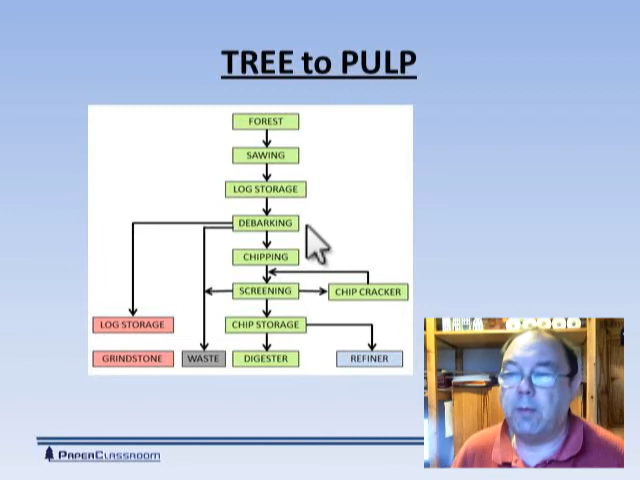 TREE to PULP
FOREST
SAWING
LOG STORAGE
DEBARKING
CHIPPING
SCREENING
CHIP CRACKER
LOG STORAGE
CHIP STORAGE
GRINDSTONE
WASTE
DIGESTER
REFINER
PAPERCLASSROOM